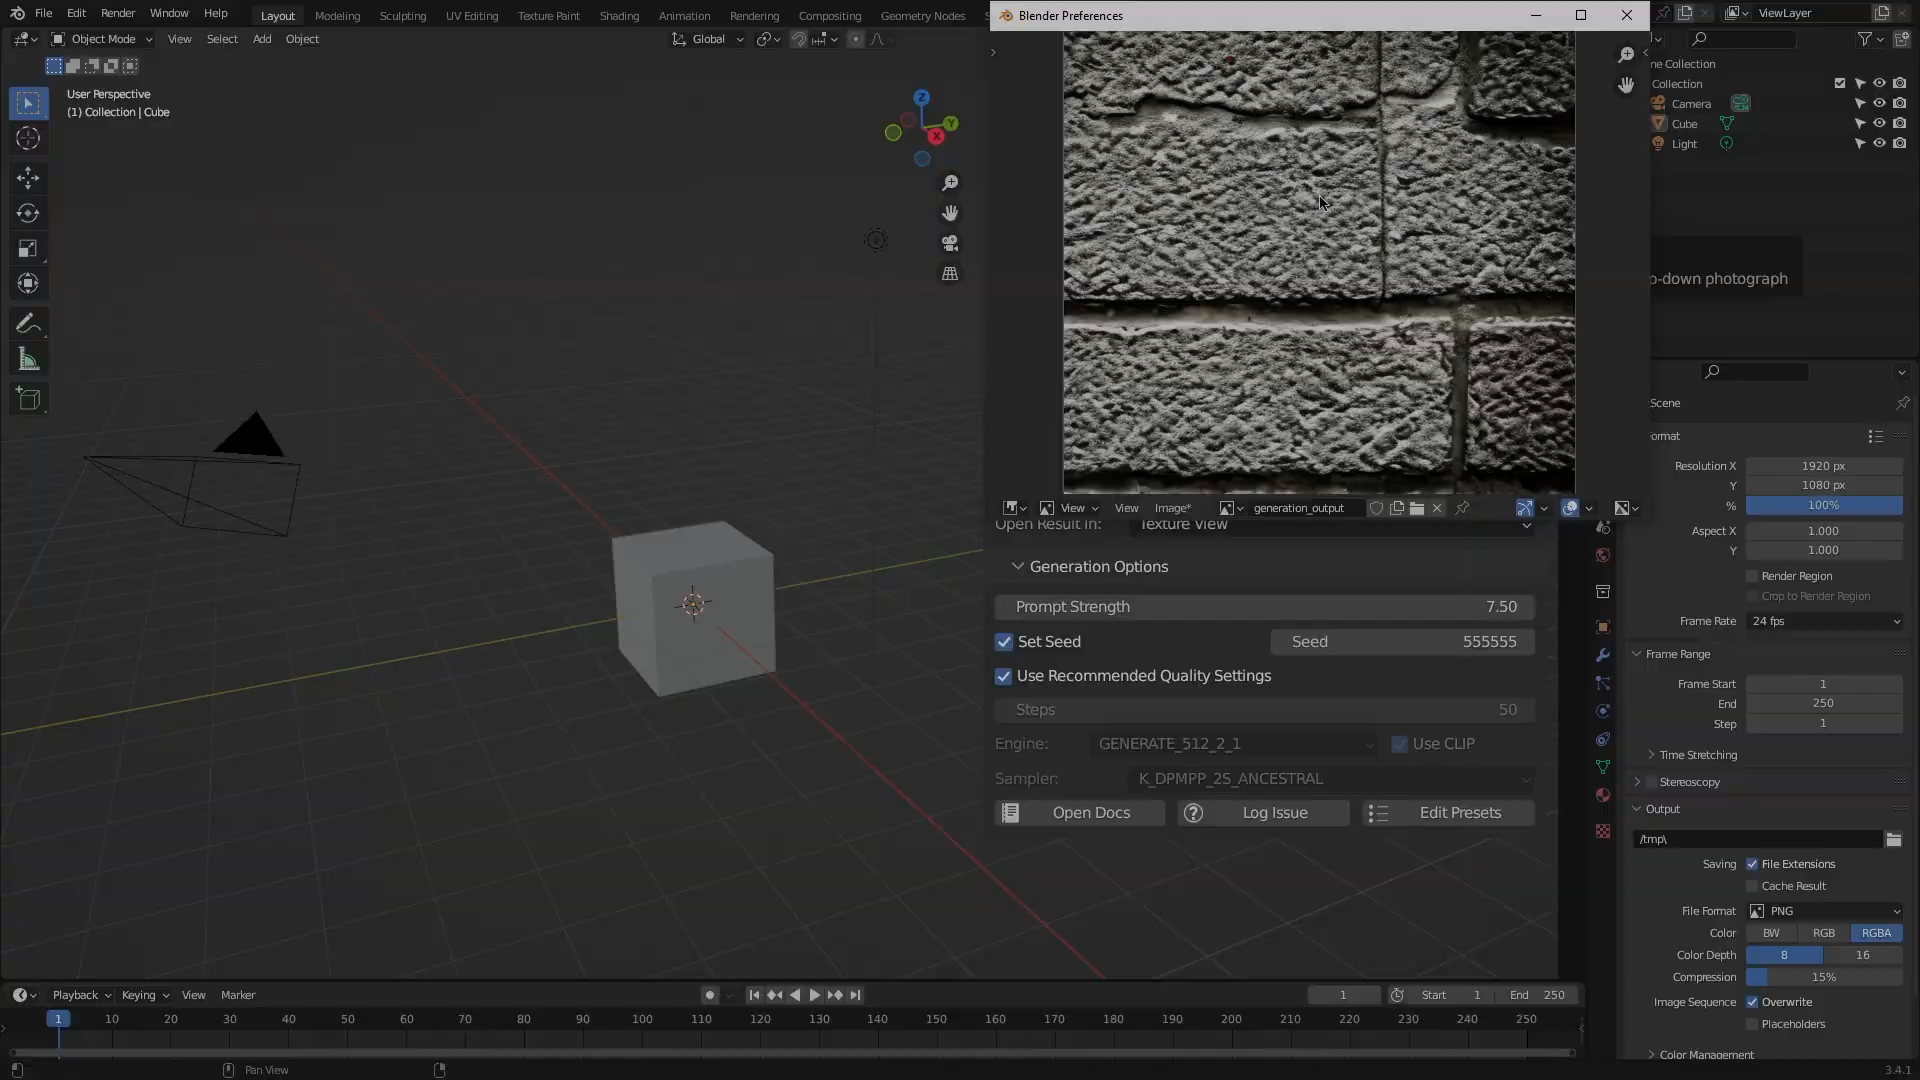 File Edit Render Window Help
Layout Modeling Sculpting UV Editing Texture Paint Shading Animation Rendering Compositing Geometry Nodes
Blender Preferences
ViewLayer
Object Mode View Select Add Object
Global
User Perspective
(1) Collection | Cube
Z
Y
X
ne Collection
Collection
Camera
Cube
Light
p-down photograph
View View Image* generation_output
Open Result in: Texture View
Generation Options
Prompt Strength 7.50
Set Seed Seed 555555
Use Recommended Quality Settings
Steps 50
Engine: GENERATE_512_2_1 Use CLIP
Sampler: K_DPMPP_2S_ANCESTRAL
Open Docs Log Issue Edit Presets
Scene
ormat
Resolution X 1920 px
Y 1080 px
% 100%
Aspect X 1.000
Y 1.000
Render Region
Crop to Render Region
Frame Rate 24 fps
Frame Range
Frame Start 1
End 250
Step 1
Time Stretching
Stereoscopy
Output
/tmp\
Saving File Extensions
Cache Result
File Format PNG
Color BW RGB RGBA
Color Depth 8 16
Compression 15%
Image Sequence Overwrite
Placeholders
Color Management
Playback Keying View Marker
1 Start 1 End 250
1 10 20 30 40 50 60 70 80 90 100 110 120 130 140 150 160 170 180 190 200 210 220 230 240 250
Pan View
3.4.1